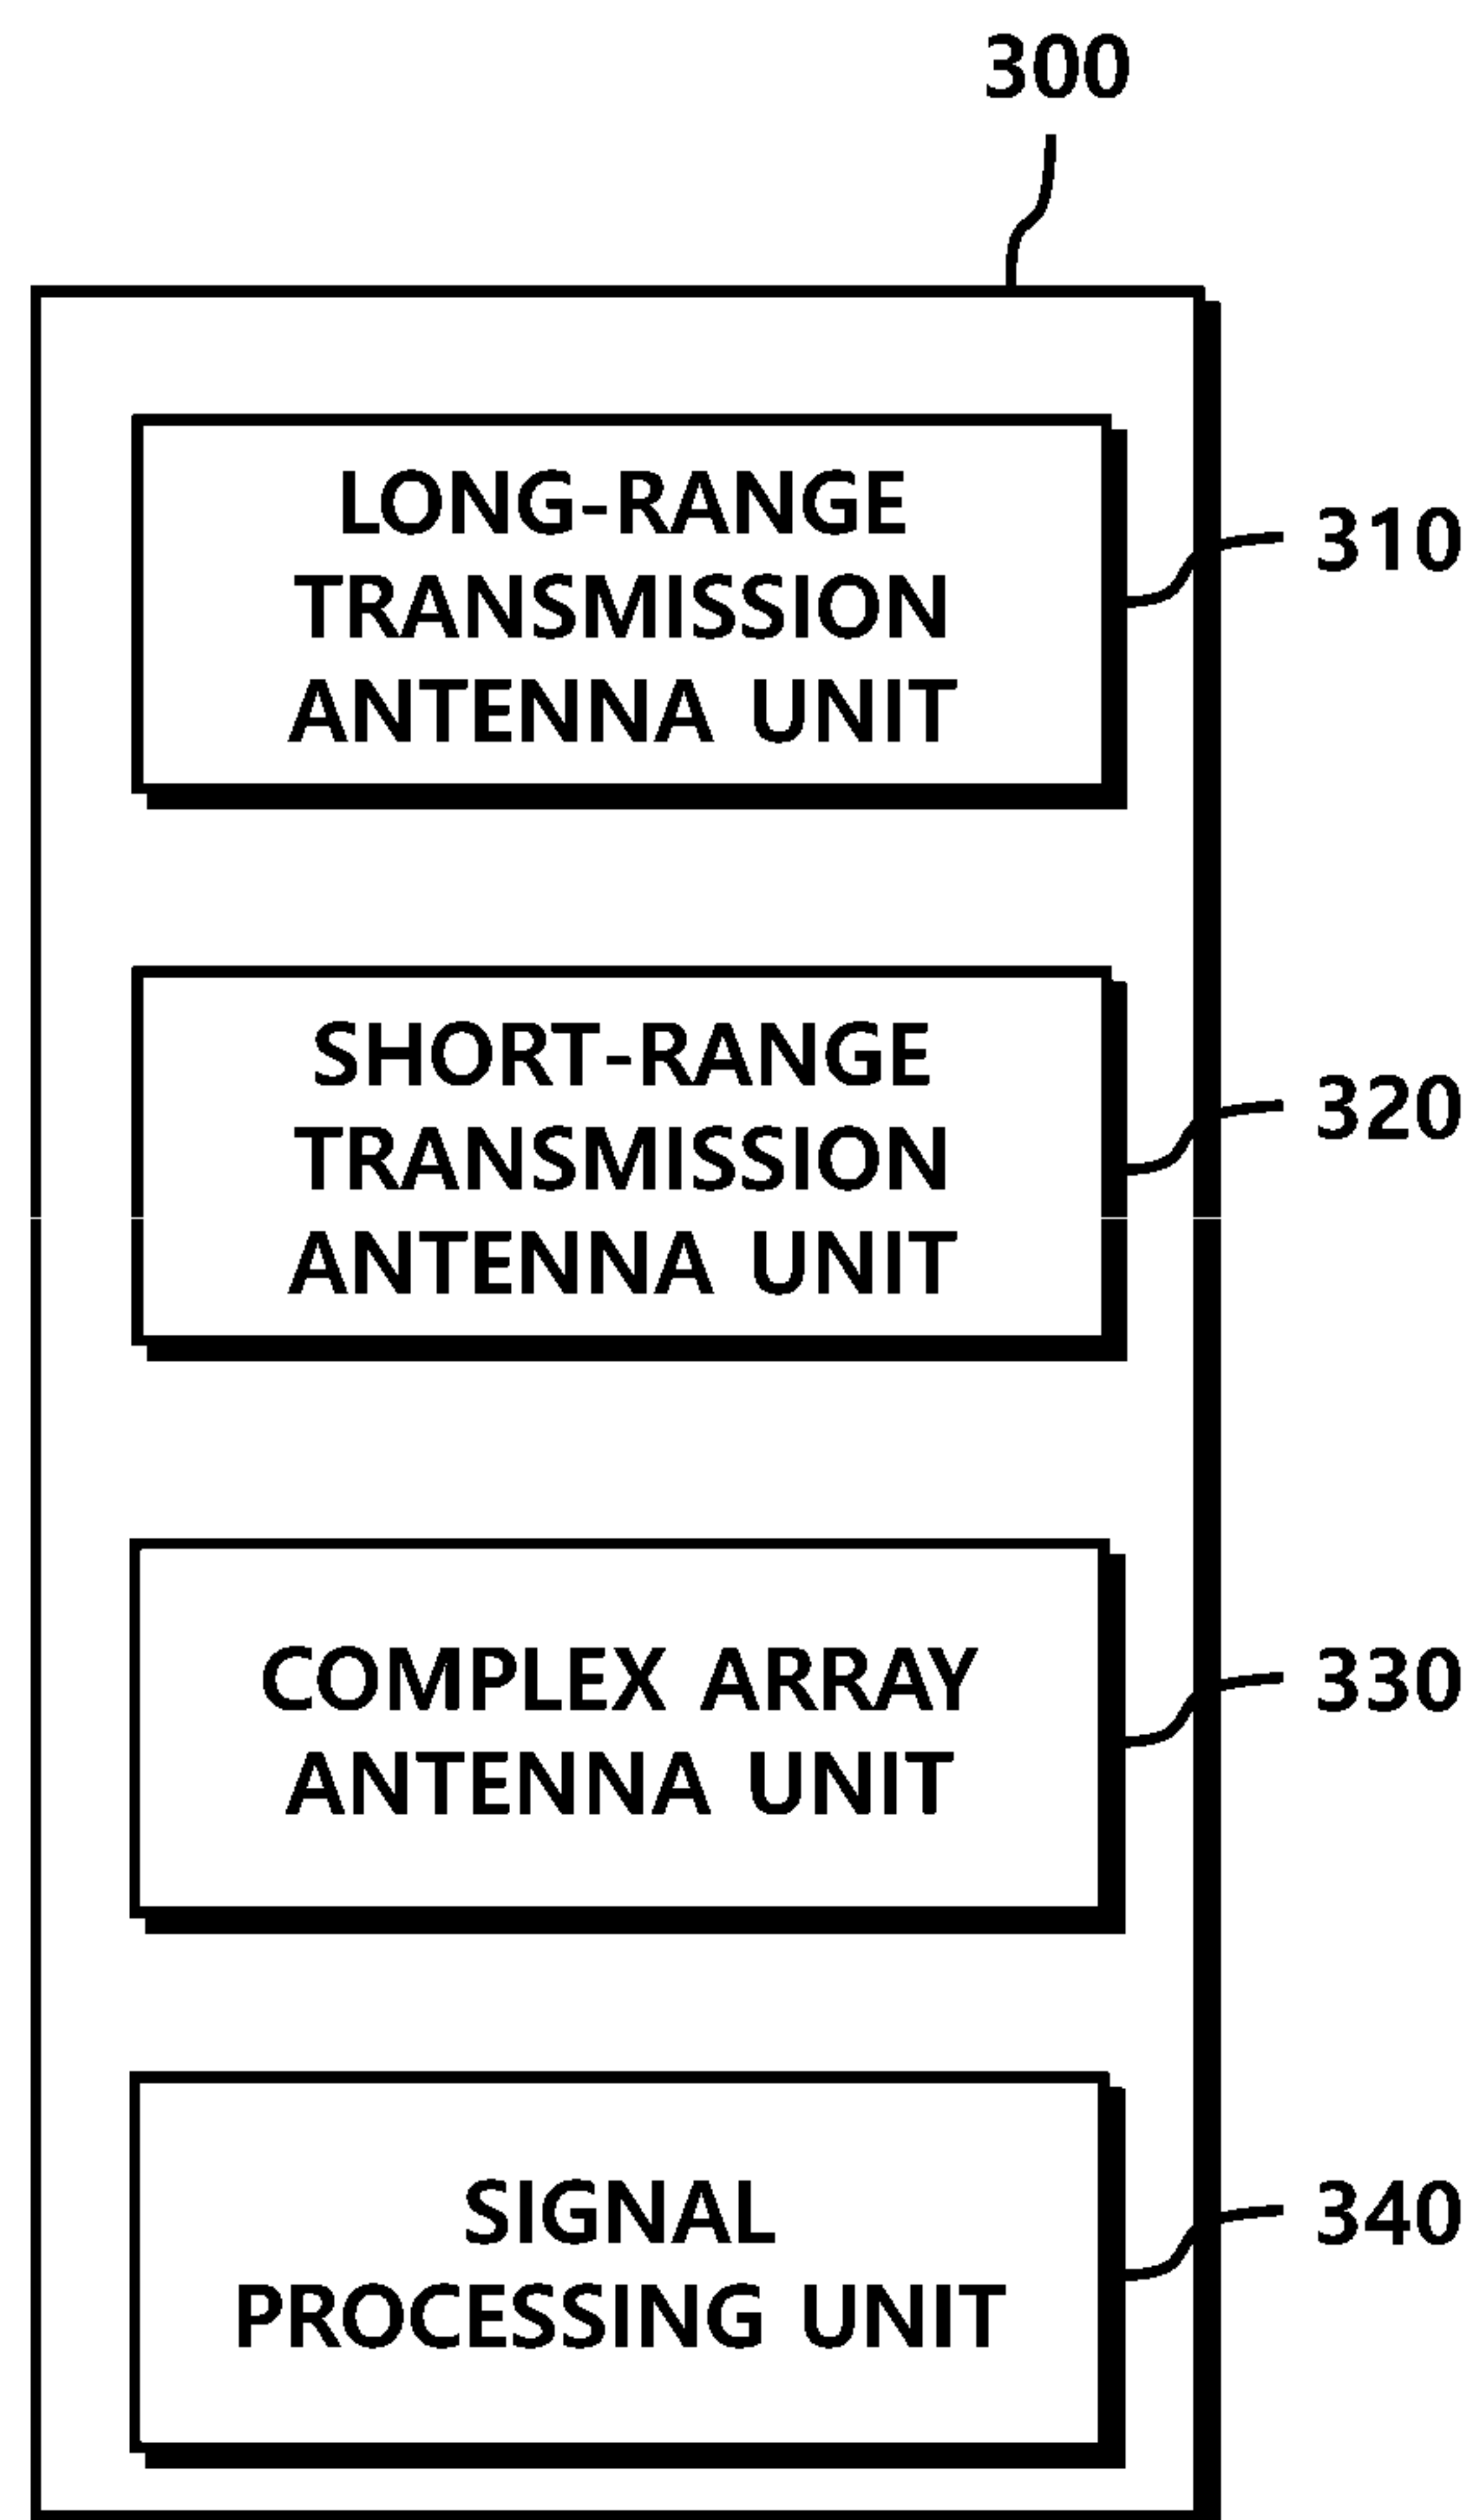 300
LONG-RANGE
TRANSMISSION
ANTENNA UNIT
310
SHORT-RANGE
TRANSMISSION
ANTENNA UNIT
320
COMPLEX ARRAY
ANTENNA UNIT
330
SIGNAL
PROCESSING UNIT
340